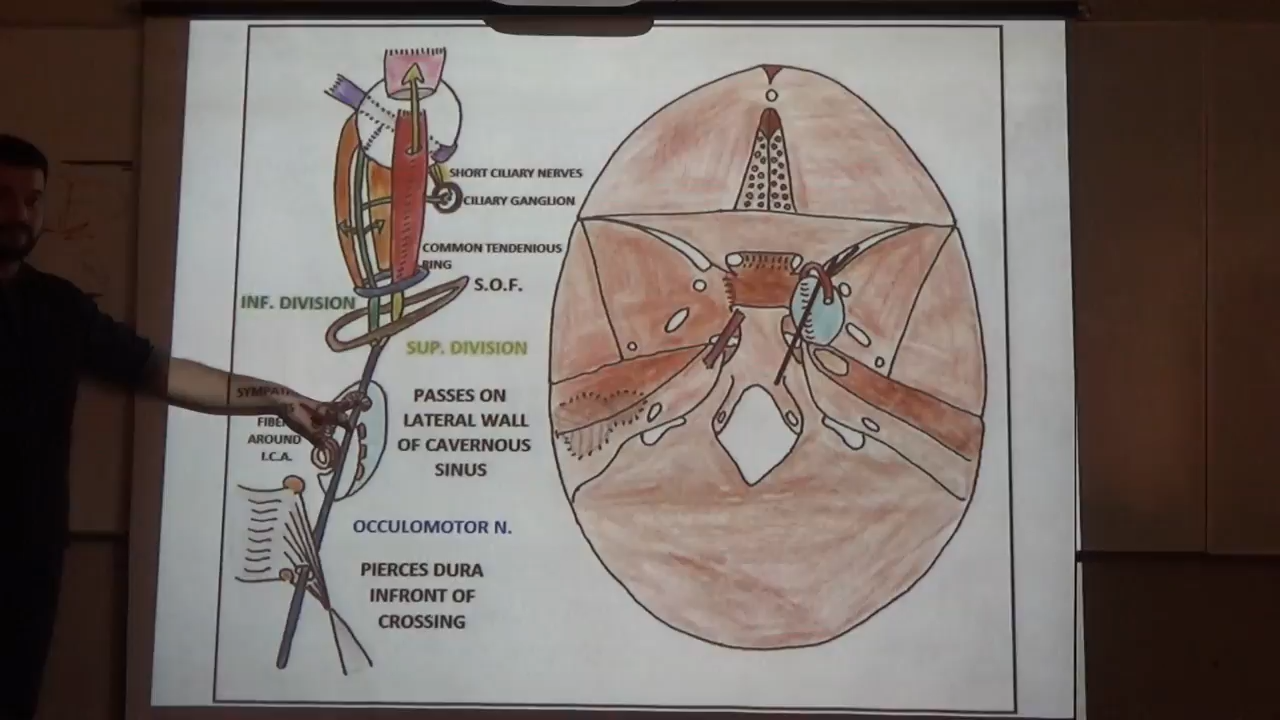 SHORT CILIARY NERVES
CILIARY GANGLION
COMMON TENDENIOUS
RING
S.O.F.
INF. DIVISION
SUP. DIVISION
PASSES ON
LATERAL WALL
OF CAVERNOUS
SINUS
AROUND
I.C.A.
OCCULOMOTOR N.
PIERCES DURA
INFRONT OF
CROSSING